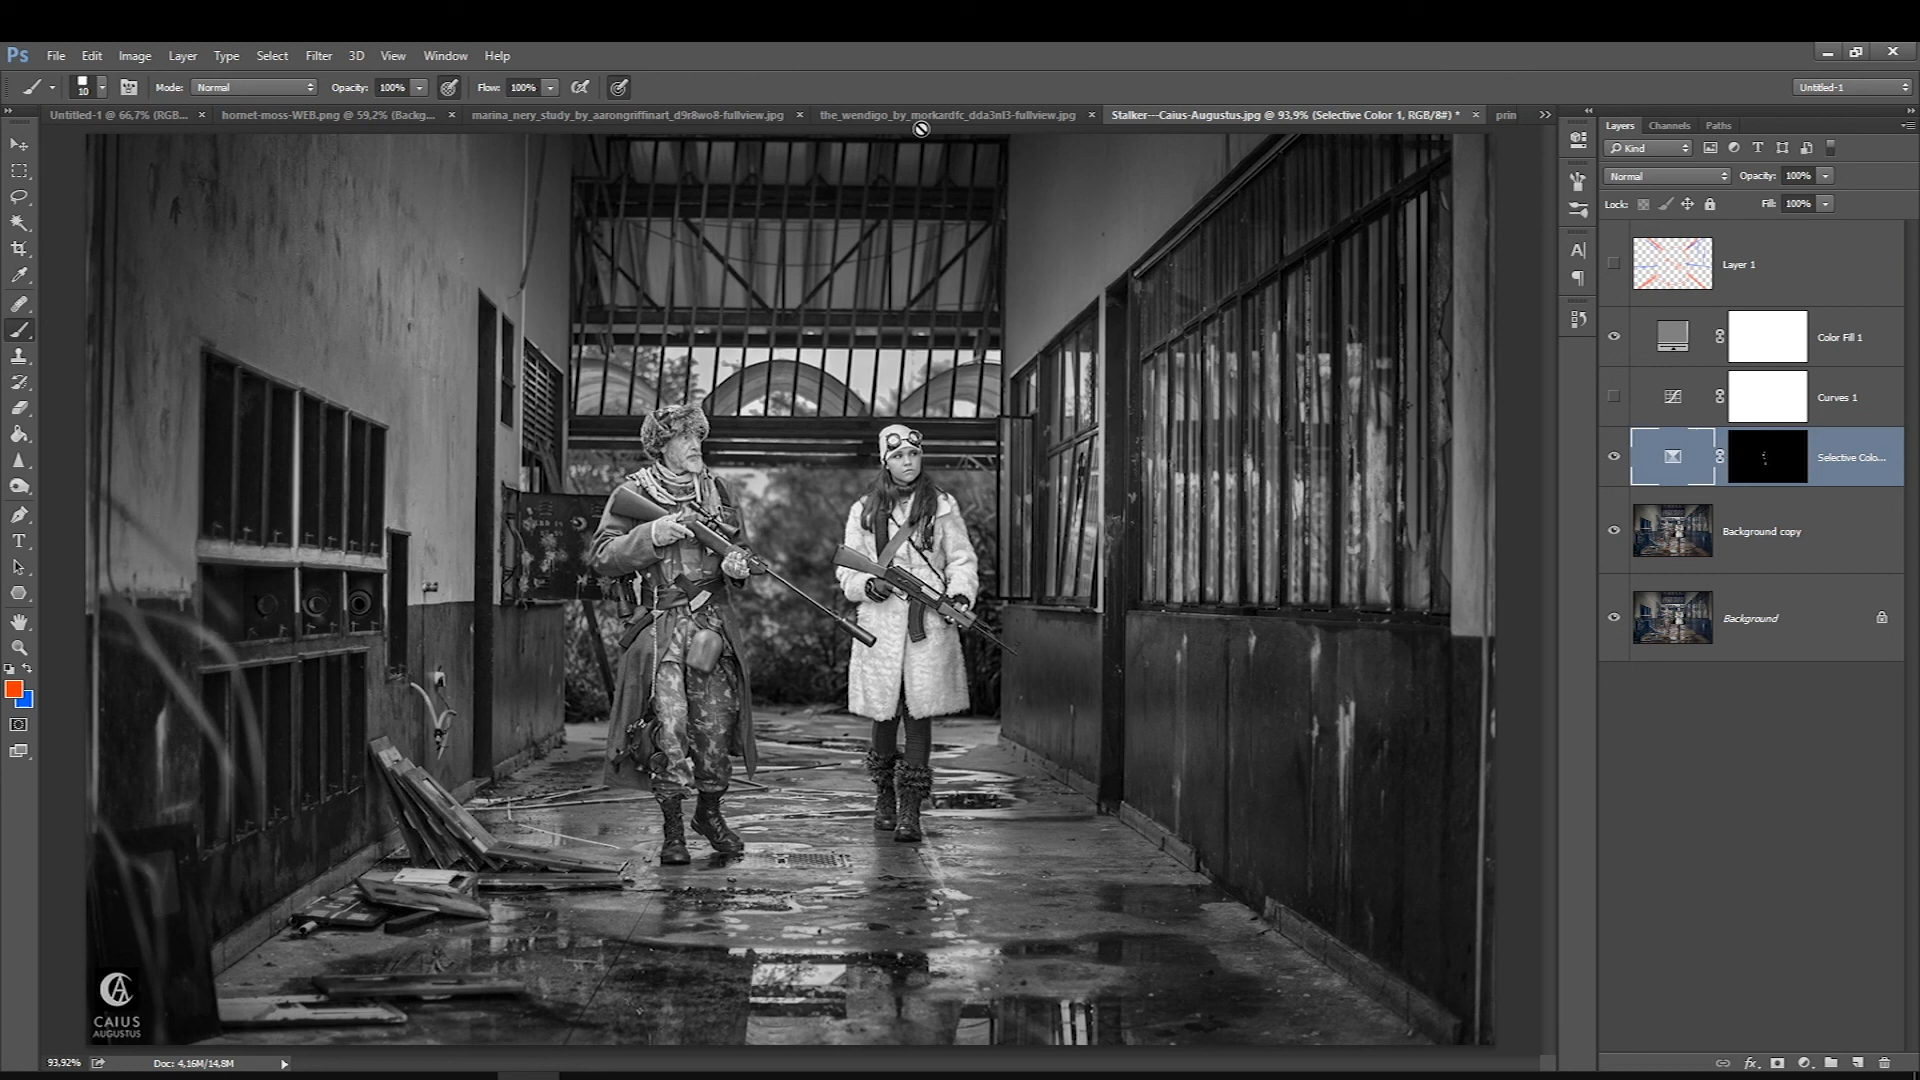 Ps File Edit Image Layer Type Select Filter 3D View Window Help
10 Mode: Normal Opacity: 100% Flow: 100% Untitled-1
Untitled-1 @ 66,7% (RGB... hornet-moss-WEB.png @ 59,2% (Backg... marina_nery_study_by_aarongriffinart_d9r8wo8-fullview.jpg the_wendigo_by_morkardfc_dda3nl3-fullview.jpg Stalker---Caius-Augustus.jpg @ 93,9% (Selective Color 1, RGB/8#) * prin
Layers Channels Paths
Kind
Normal Opacity: 100%
Lock: Fill: 100%
Layer 1
Color Fill 1
Curves 1
Selective Colo...
Background copy
Background
CAIUS
AUGUSTUS
93,92% Doc: 4,16M/14,8M
fx